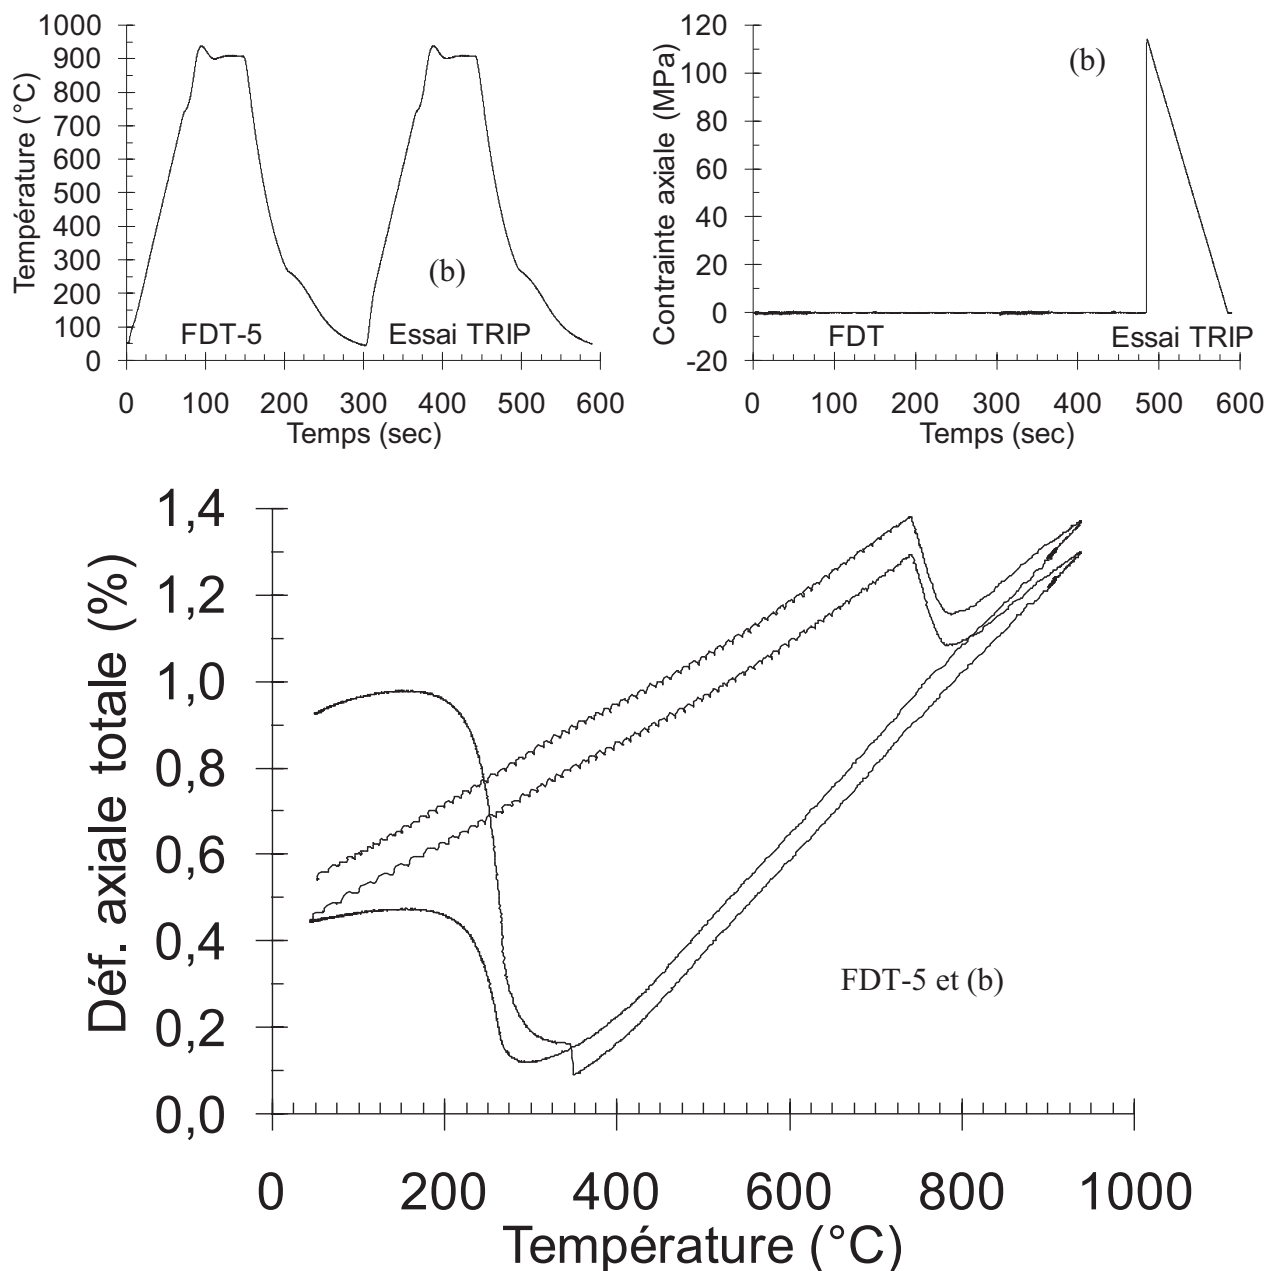 1000
900
800
700
600
500
400
300
200
100
0
Température (°C)
(b)
FDT-5
Essai TRIP
0 100 200 300 400 500 600
Temps (sec)
120
100
80
60
40
20
0
-20
Contrainte axiale (MPa)
(b)
FDT
Essai TRIP
0 100 200 300 400 500 600
Temps (sec)
1,4
1,2
1,0
0,8
0,6
0,4
0,2
0,0
Déf. axiale totale (%)
FDT-5 et (b)
0 200 400 600 800 1000
Température (°C)